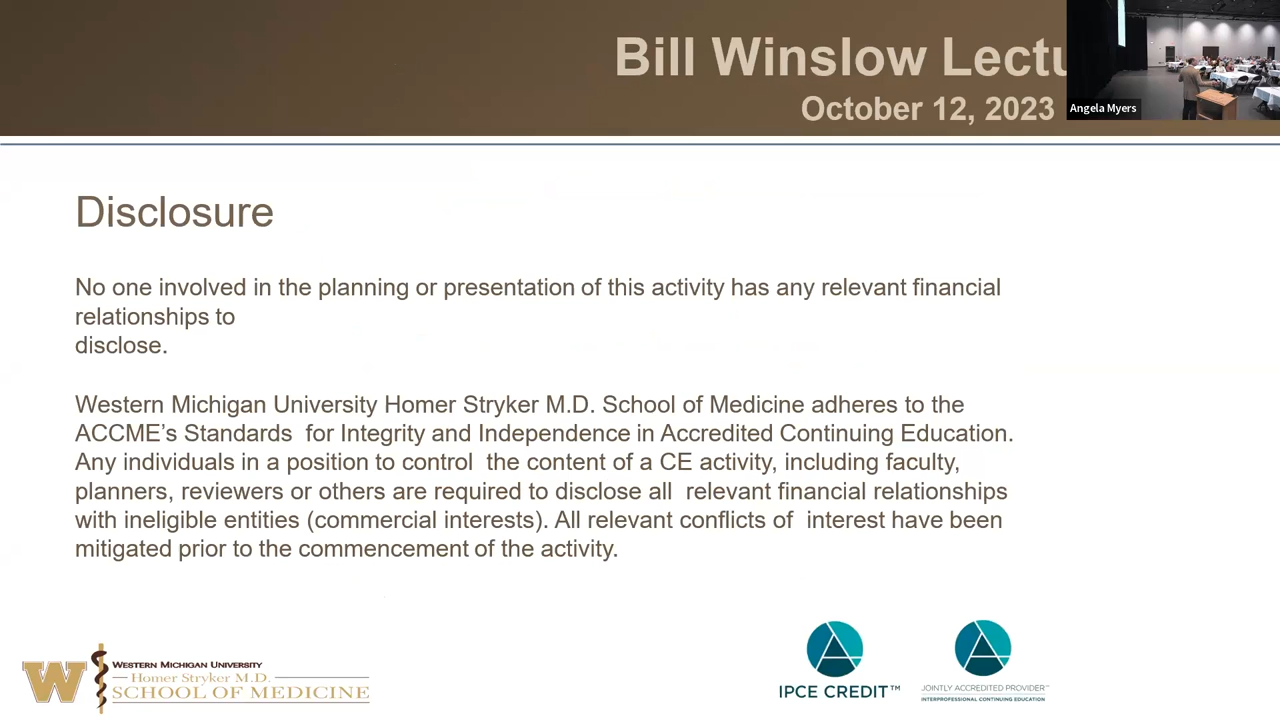 Bill Winslow Lectu
October 12, 2023
Angela Myers
Disclosure
No one involved in the planning or presentation of this activity has any relevant financial
relationships to
disclose.
Western Michigan University Homer Stryker M.D. School of Medicine adheres to the
ACCME’s Standards for Integrity and Independence in Accredited Continuing Education.
Any individuals in a position to control the content of a CE activity, including faculty,
planners, reviewers or others are required to disclose all relevant financial relationships
with ineligible entities (commercial interests). All relevant conflicts of interest have been
mitigated prior to the commencement of the activity.
W
WESTERN MICHIGAN UNIVERSITY
Homer Stryker M.D.
SCHOOL OF MEDICINE
IPCE CREDIT™
JOINTLY ACCREDITED PROVIDER™
INTERPROFESSIONAL CONTINUING EDUCATION